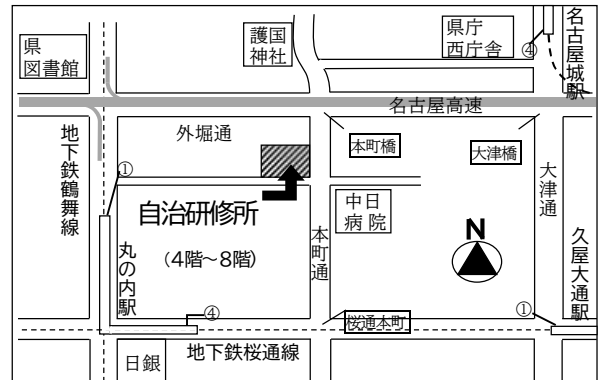 県
図書館
護国
神社
県庁
西庁舎
④
名古屋城駅
名古屋高速
外堀通
本町橋
大津橋
地下鉄鶴舞線
①
大津通
中日
病院
自治研修所
(4階～8階)
丸の内駅
本町通
N
久屋大通駅
④
桜通本町
①
日銀
地下鉄桜通線